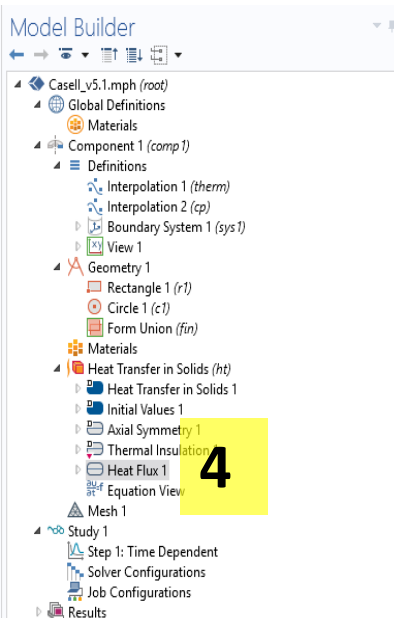 Model Builder
Casell_v5.1.mph (root)
Global Definitions
Materials
Component 1 (comp1)
Definitions
Interpolation 1 (therm)
Interpolation 2 (cp)
Boundary System 1 (sys1)
View 1
Geometry 1
Rectangle 1 (r1)
Circle 1 (c1)
Form Union (fin)
Materials
Heat Transfer in Solids (ht)
Heat Transfer in Solids 1
Initial Values 1
Axial Symmetry 1
Thermal Insulation 1
Heat Flux 1
4
Equation View
Mesh 1
Study 1
Step 1: Time Dependent
Solver Configurations
Job Configurations
Results